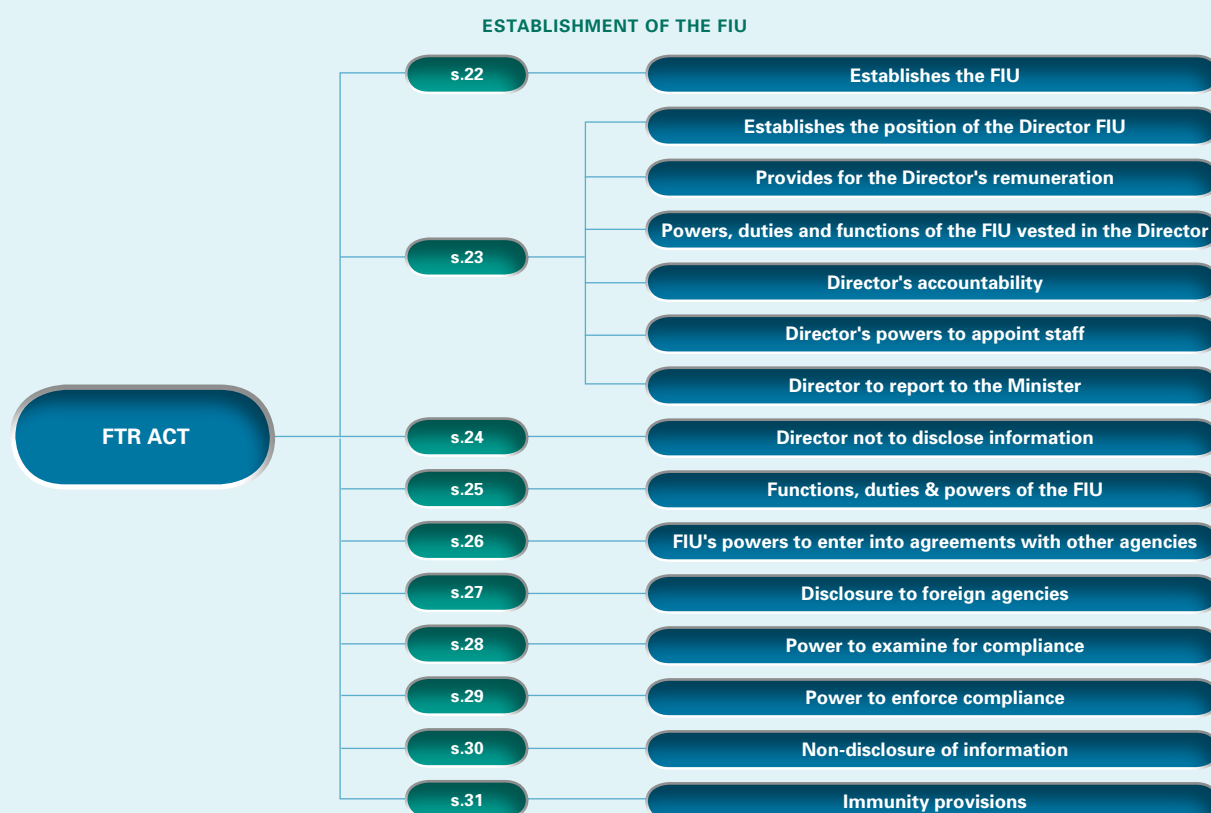 ESTABLISHMENT OF THE FIU
FTR ACT
s.22
Establishes the FIU
s.23
Establishes the position of the Director FIU
Provides for the Director's remuneration
Powers, duties and functions of the FIU vested in the Director
Director's accountability
Director's powers to appoint staff
Director to report to the Minister
s.24
Director not to disclose information
s.25
Functions, duties & powers of the FIU
s.26
FIU's powers to enter into agreements with other agencies
s.27
Disclosure to foreign agencies
s.28
Power to examine for compliance
s.29
Power to enforce compliance
s.30
Non-disclosure of information
s.31
Immunity provisions